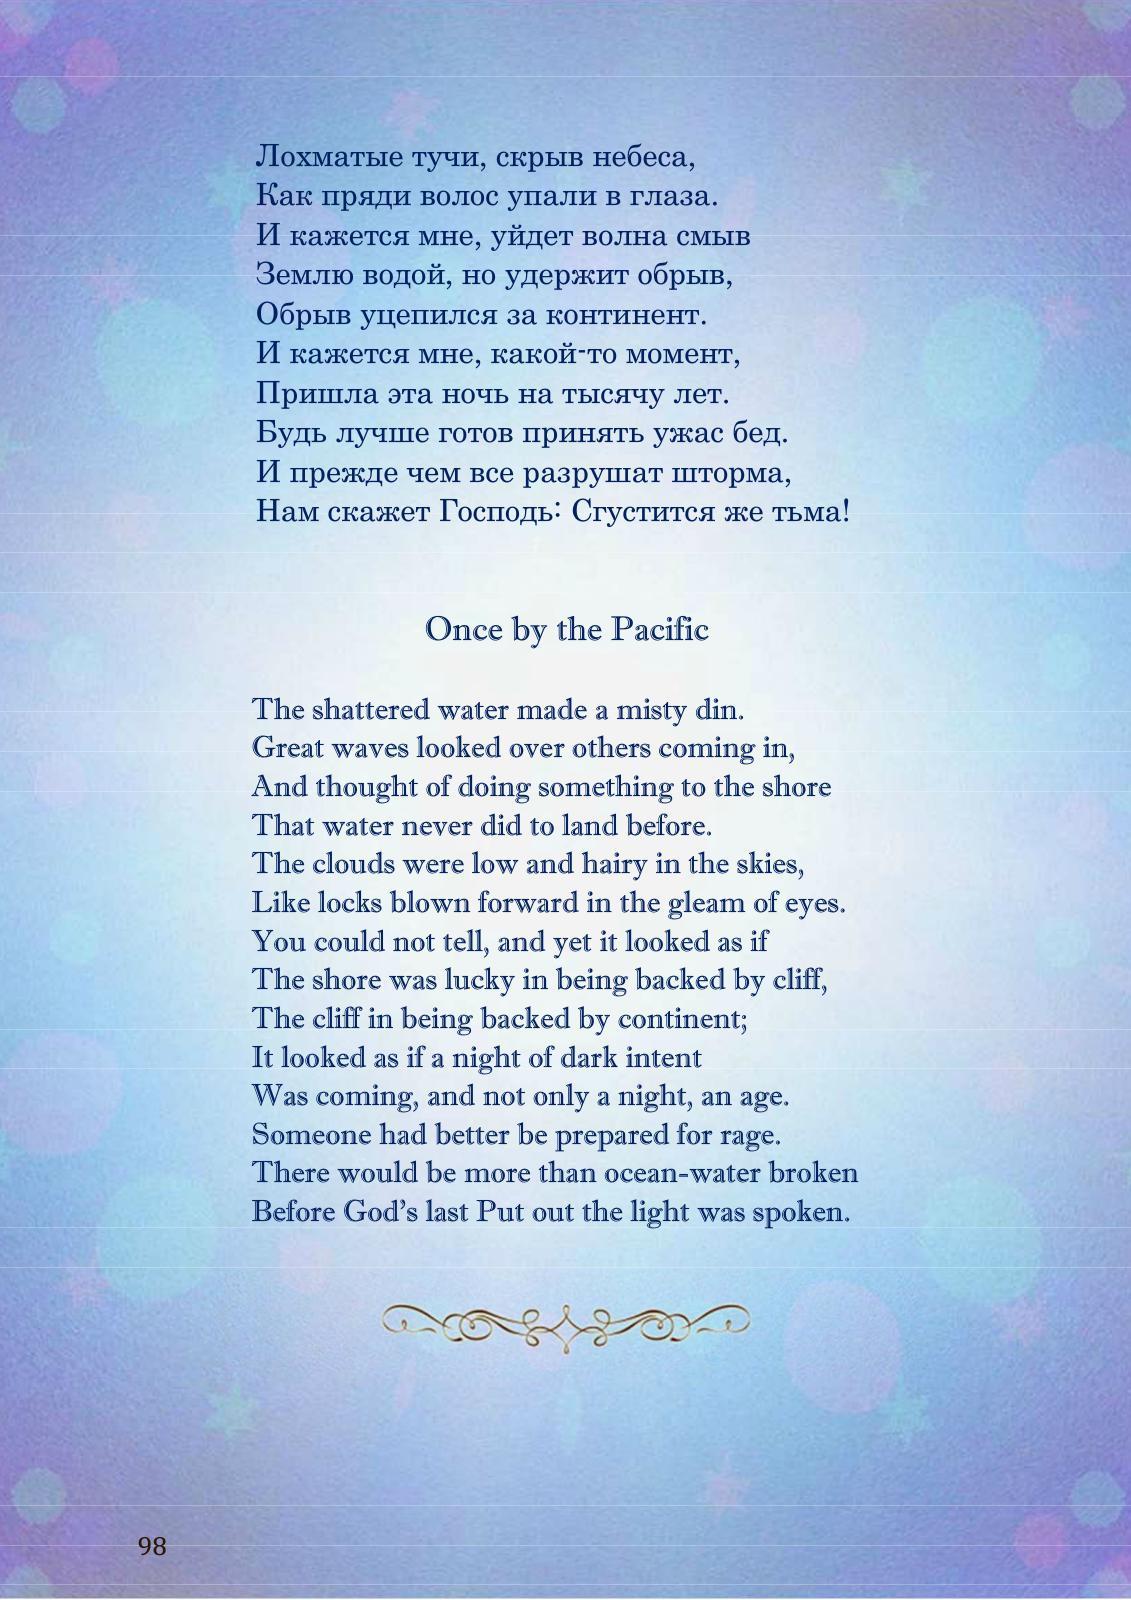 Лохматые тучи, скрыв небеса,
Как пряди волос упали в глаза.
И кажется мне, уйдет волна смыв
Землю водой, но удержит обрыв,
Обрыв уцепился за континент.
И кажется мне, какой-то момент,
Пришла эта ночь на тысячу лет.
Будь лучше готов принять ужас бед.
И прежде чем все разрушат шторма,
Нам скажет Господь: Сгустится же тьма!
Once by the Pacific
The shattered water made a misty din.
Great waves looked over others coming in,
And thought of doing something to the shore
That water never did to land before.
The clouds were low and hairy in the skies,
Like locks blown forward in the gleam of eyes.
You could not tell, and yet it looked as if
The shore was lucky in being backed by cliff,
The cliff in being backed by continent;
It looked as if a night of dark intent
Was coming, and not only a night, an age.
Someone had better be prepared for rage.
There would be more than ocean-water broken
Before God’s last Put out the light was spoken.
98